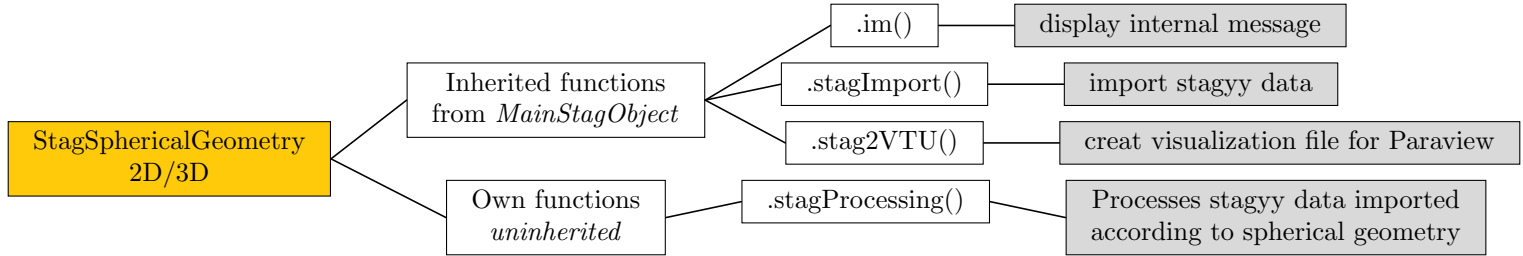 StagSphericalGeometry
2D/3D
Inherited functions
from MainStagObject
.im()
display internal message
.stagImport()
import stagyy data
.stag2VTU()
creat visualization file for Paraview
Own functions
uninherited
.stagProcessing()
Processes stagyy data imported
according to spherical geometry